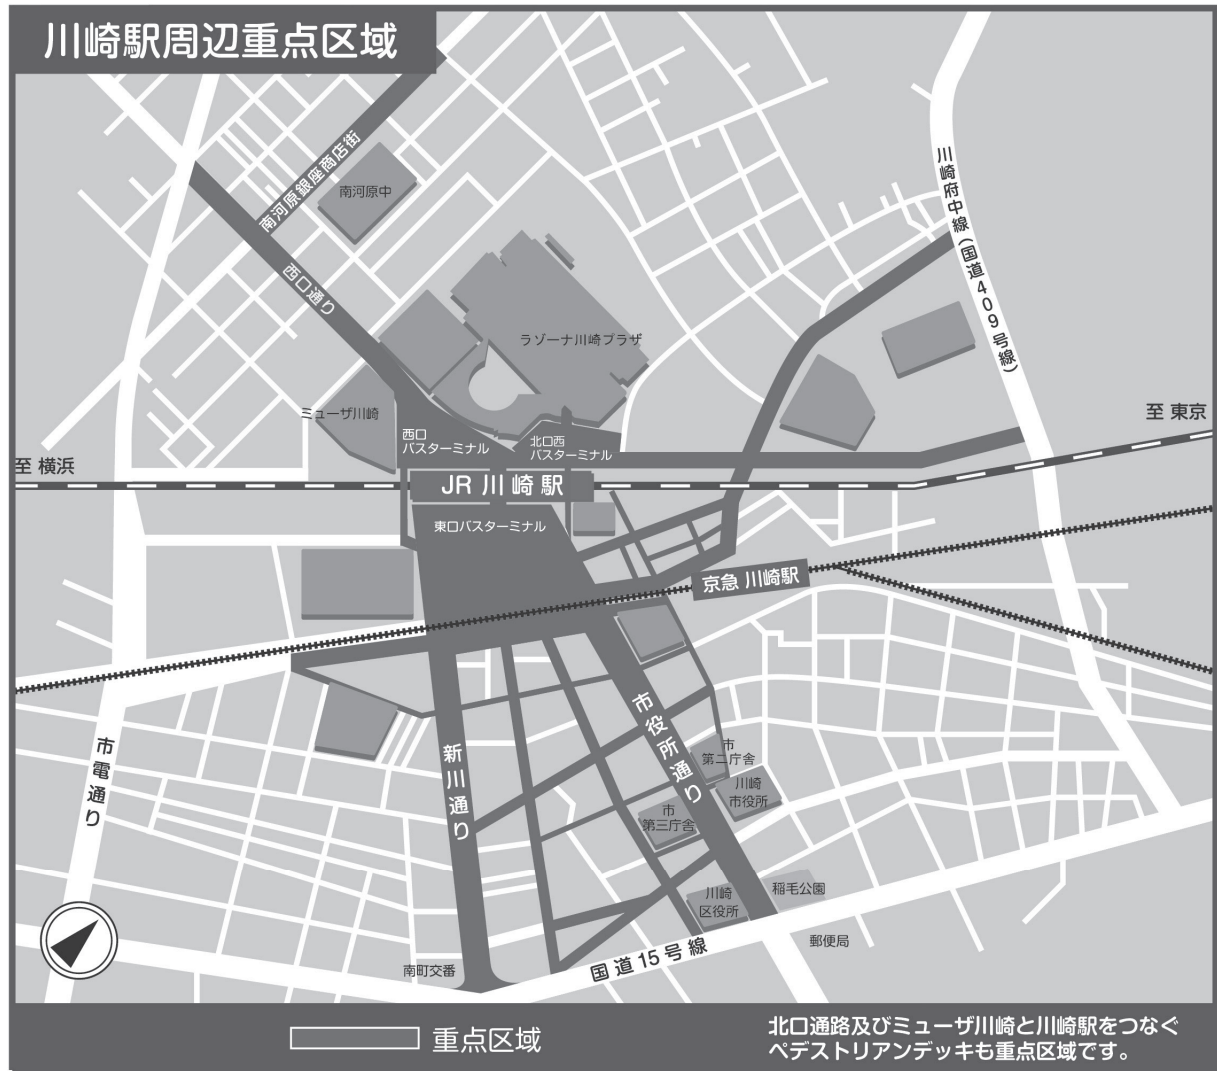 川崎駅周辺重点区域
南河原銀座商店街
南河原中
川崎府中線(国道409号線)
西口通り
ラゾーナ川崎プラザ
ミューザ川崎
西口
バスターミナル
北口西
バスターミナル
至 東京
至 横浜
JR 川崎駅
東口バスターミナル
京急 川崎駅
市電通り
新川通り
市役所通り
市
第二庁舎
川崎
市役所
市
第三庁舎
川崎
区役所
稲毛公園
郵便局
国道15号線
南町交番
重点区域
北口通路及びミューザ川崎と川崎駅をつなぐ
ペデストリアンデッキも重点区域です。